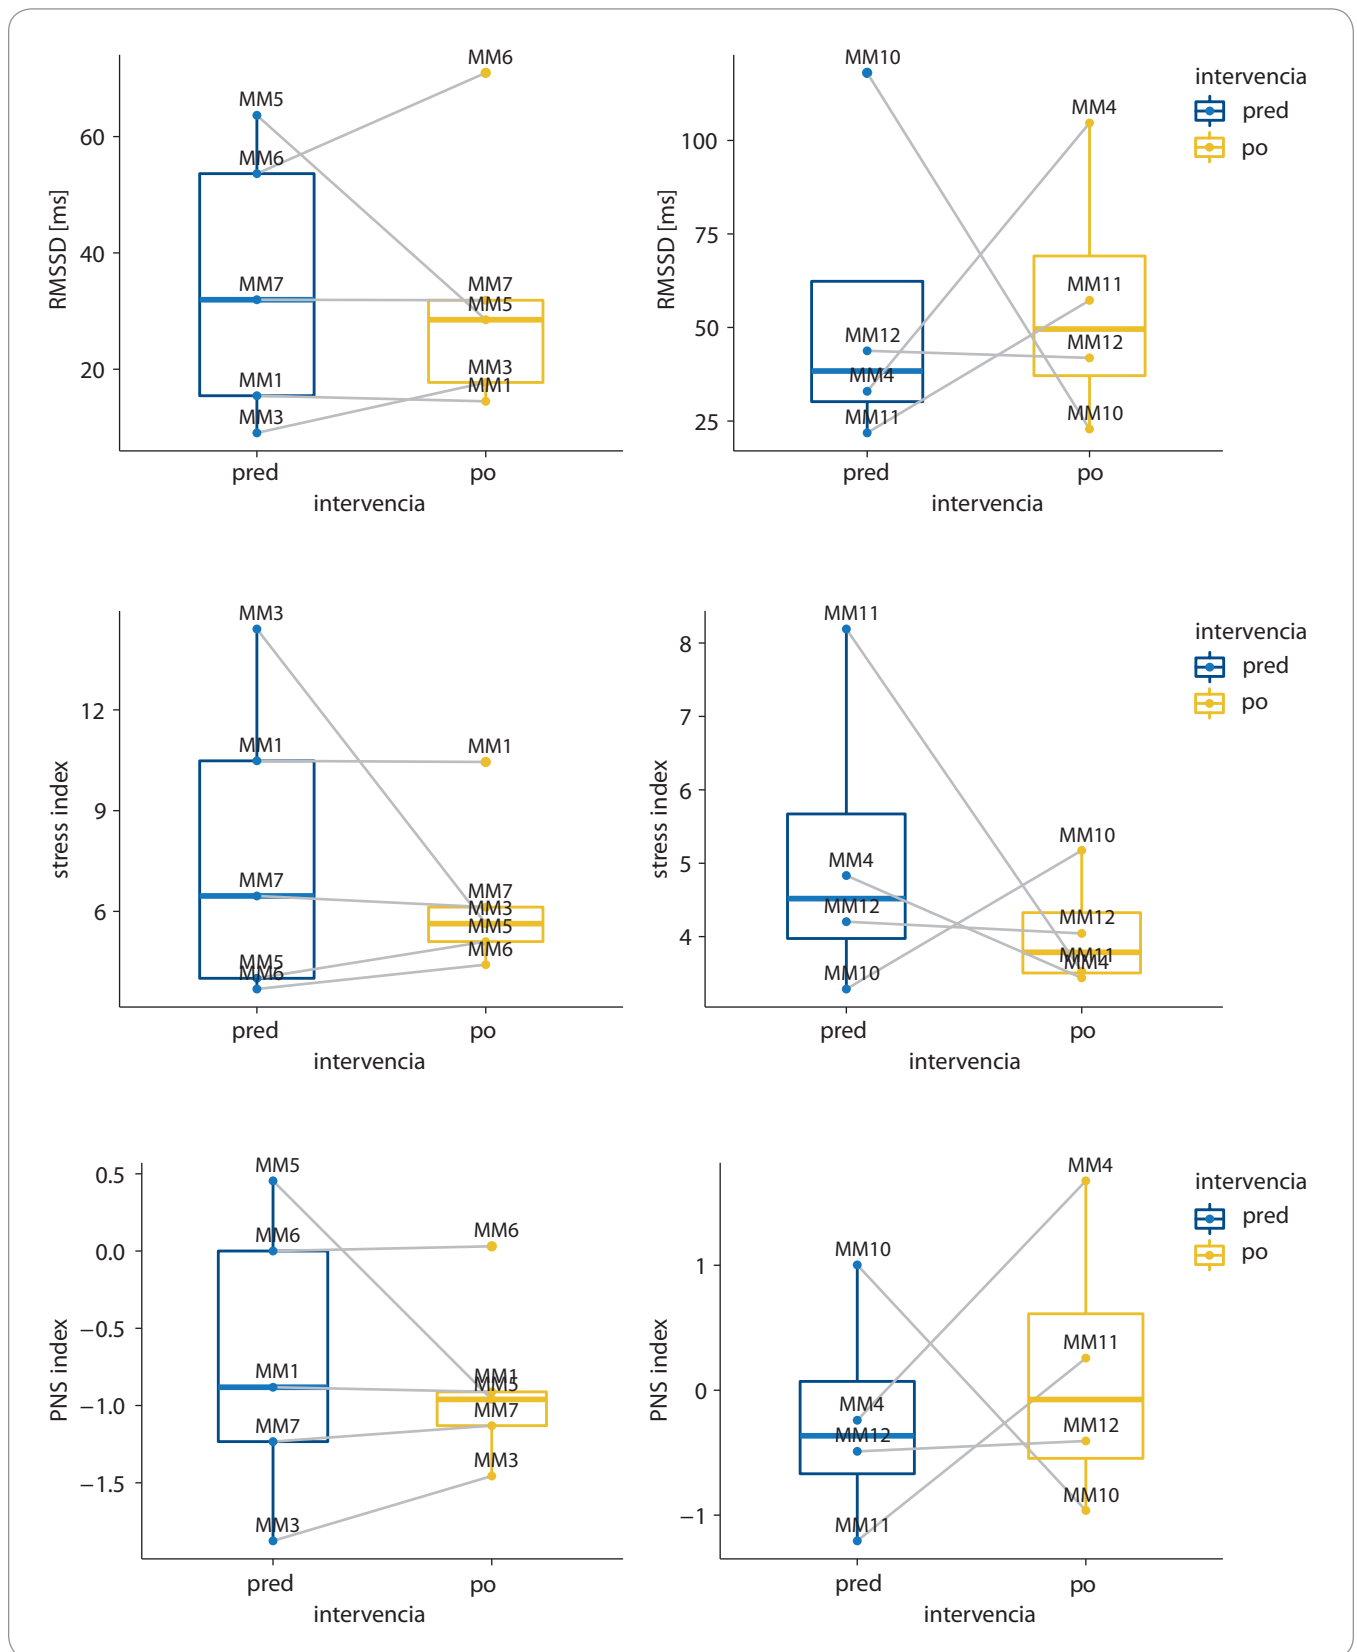 MM6
MM5
60
MM6
RMSSD [ms]
40
MM7
MM7
MM5
20
MM1
MM3
MM1
MM3
pred
po
intervencia
MM10
MM4
100
RMSSD [ms]
75
MM11
50
MM12
MM12
MM4
MM11
MM10
25
pred
po
intervencia
intervencia
pred
po
MM3
12
MM1
MM1
stress index
9
MM7
MM7
MM3
6
MM5
MM5
MM6
MM6
pred
po
intervencia
MM11
8
7
6
stress index
MM10
5
MM4
MM12
MM12
4
MM11
MM4
MM10
pred
po
intervencia
intervencia
pred
po
0.5
MM5
MM6
MM6
0.0
PNS index
−0.5
MM1
MM1
MM5
−1.0
MM7
MM7
MM3
−1.5
MM3
pred
po
intervencia
MM4
MM10
1
PNS index
MM11
0
MM4
MM12
MM12
MM10
−1
MM11
pred
po
intervencia
intervencia
pred
po